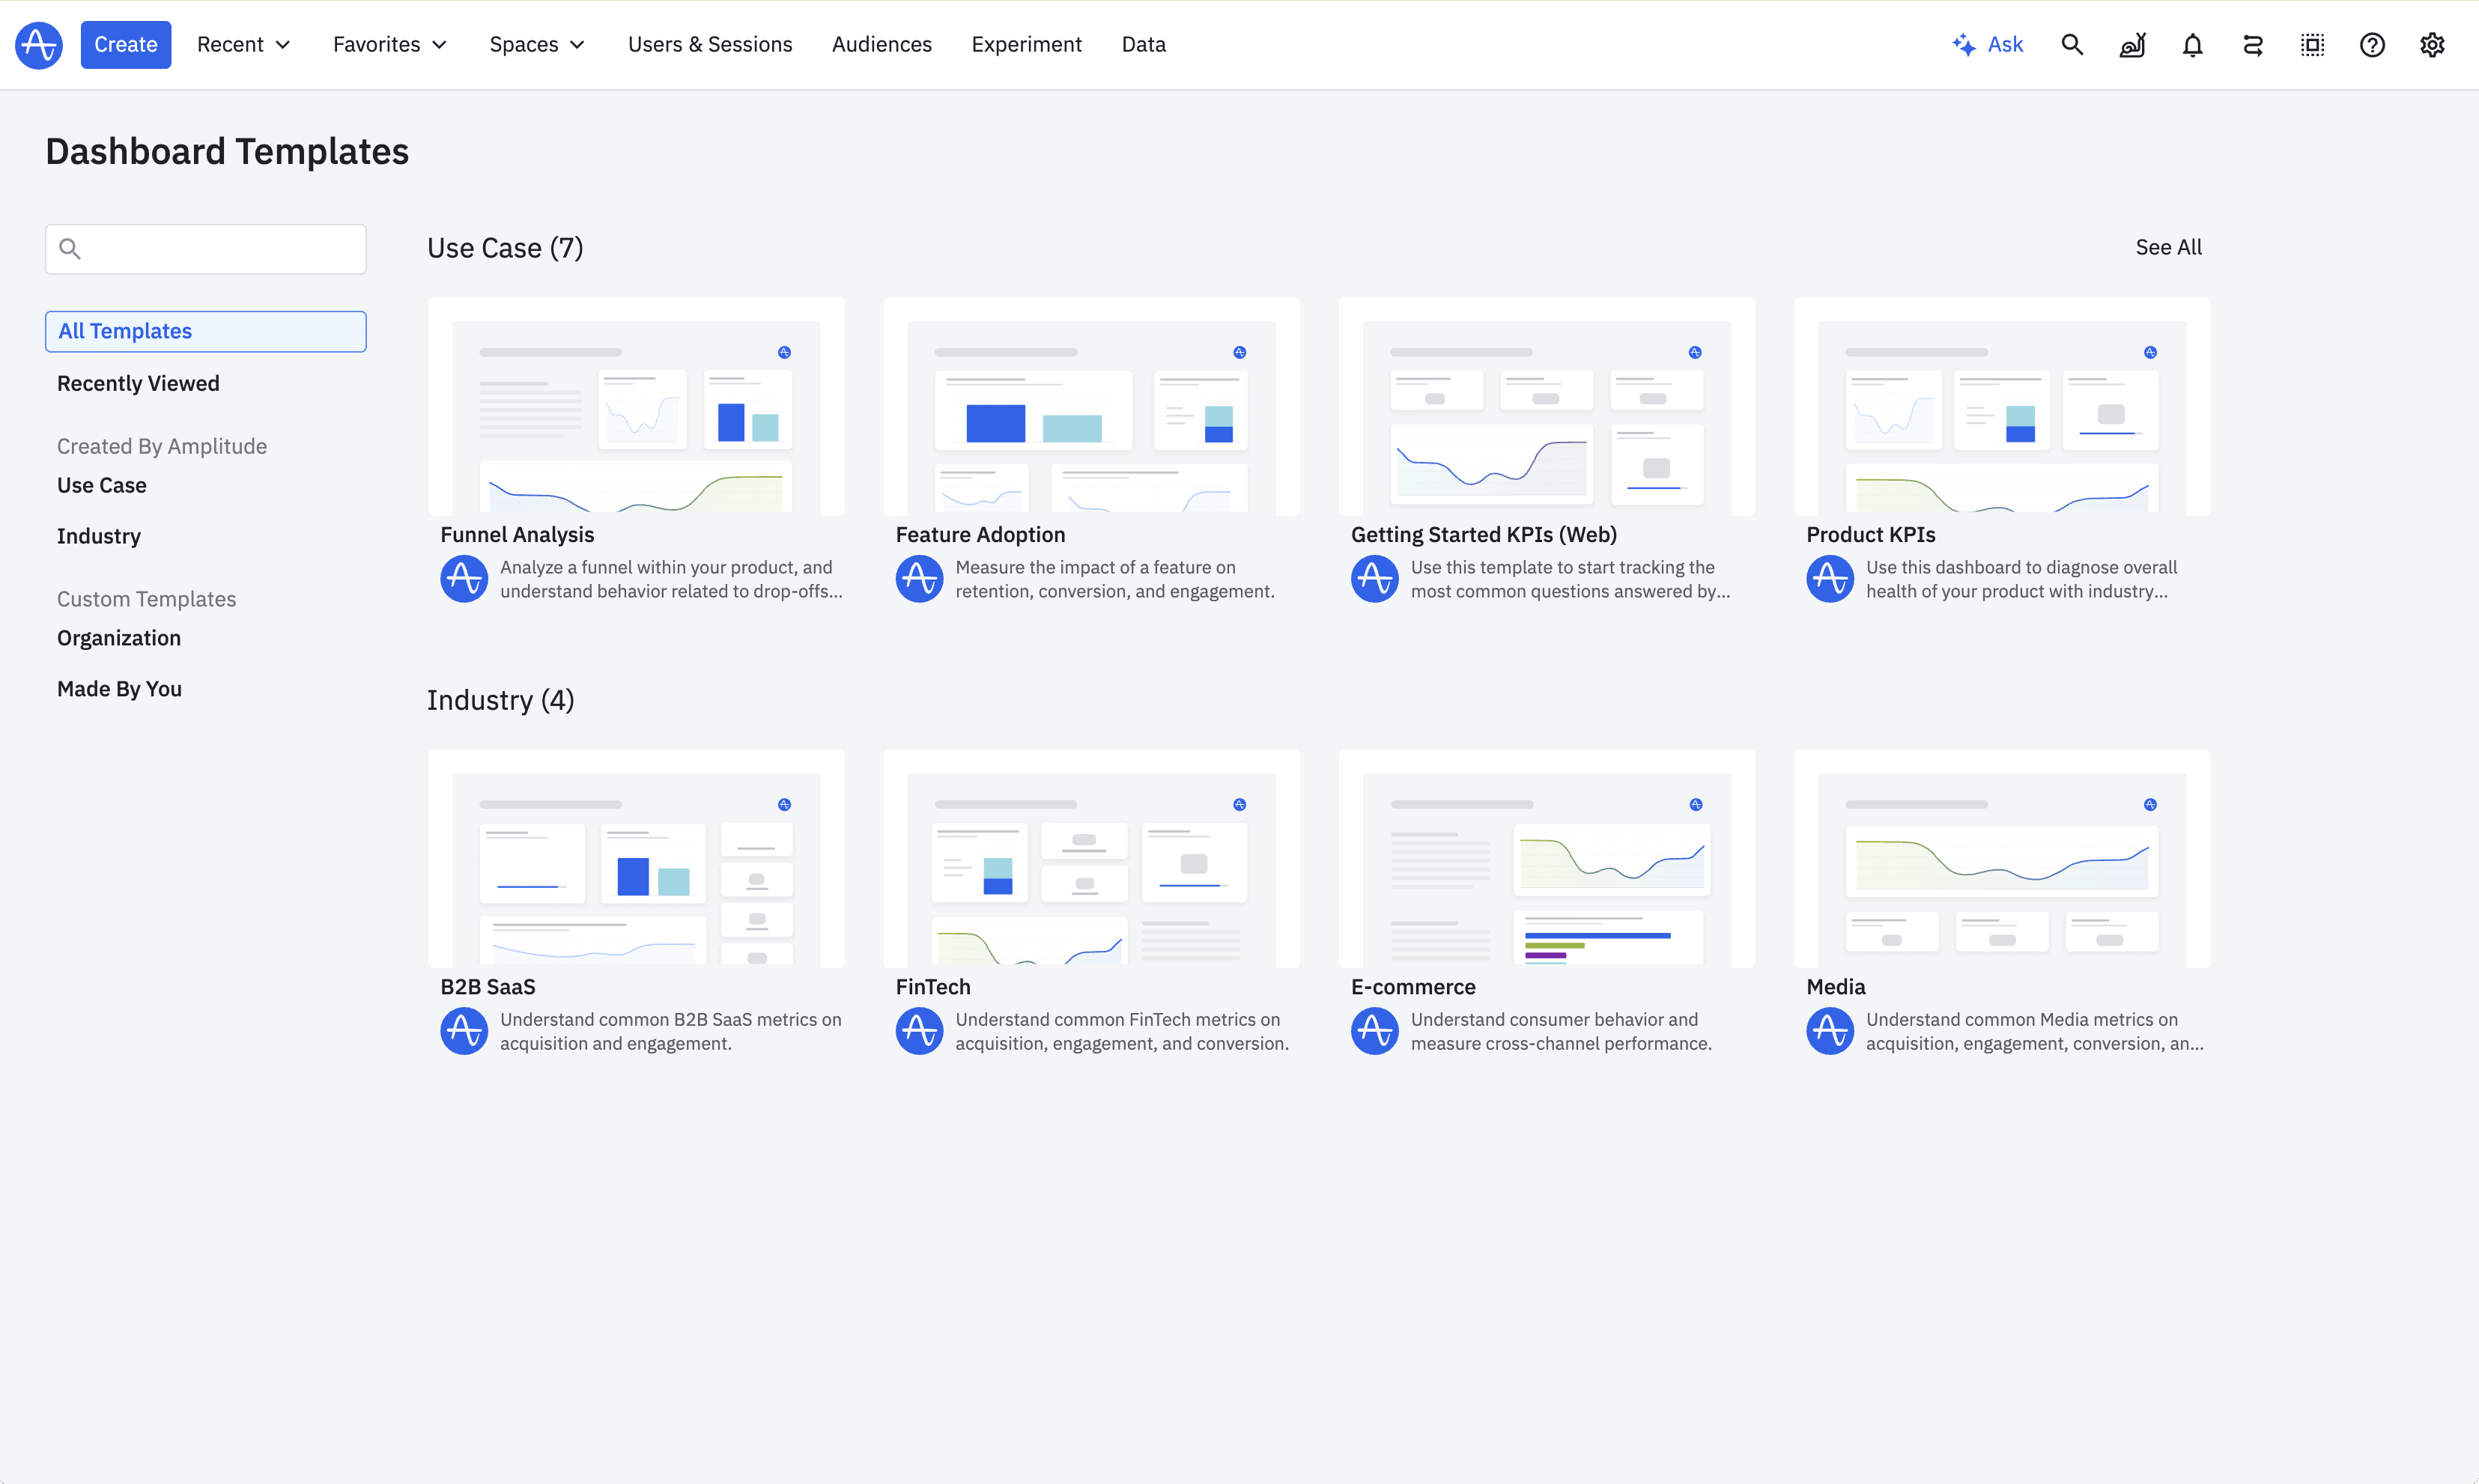 Create
Recent
Favorites
Spaces
Users & Sessions
Audiences
Experiment
Data
Ask
Dashboard Templates
All Templates
Recently Viewed
Created By Amplitude
Use Case
Industry
Custom Templates
Organization
Made By You
Use Case (7)
See All
Funnel Analysis
Analyze a funnel within your product, and
understand behavior related to drop-offs...
Feature Adoption
Measure the impact of a feature on
retention, conversion, and engagement.
Getting Started KPIs (Web)
Use this template to start tracking the
most common questions answered by...
Product KPIs
Use this dashboard to diagnose overall
health of your product with industry...
Industry (4)
B2B SaaS
Understand common B2B SaaS metrics on
acquisition and engagement.
FinTech
Understand common FinTech metrics on
acquisition, engagement, and conversion.
E-commerce
Understand consumer behavior and
measure cross-channel performance.
Media
Understand common Media metrics on
acquisition, engagement, conversion, an...